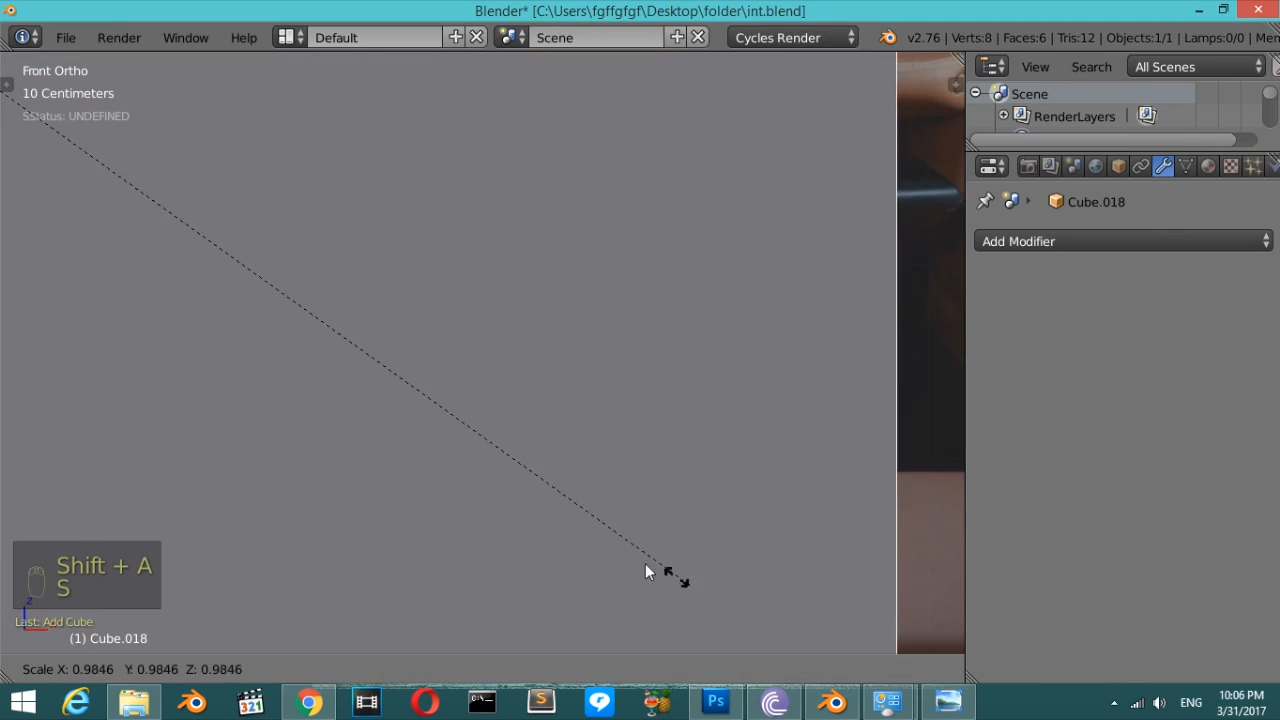 Blender* [C:\Users\fgffgfgf\Desktop\folder\int.blend]
File Render Window Help Default Scene Cycles Render v2.76 | Verts:8 | Faces:6 | Tris:12 | Objects:1/1 | Lamps:0/0 | Mem
Front Ortho
10 Centimeters
SStatus: UNDEFINED
View Search All Scenes
Scene
RenderLayers
Cube.018
Add Modifier
Shift + A
S
z
Last: Add Cube
(1) Cube.018
Scale X: 0.9846 Y: 0.9846 Z: 0.9846
321
Ps
ENG
10:06 PM
3/31/2017